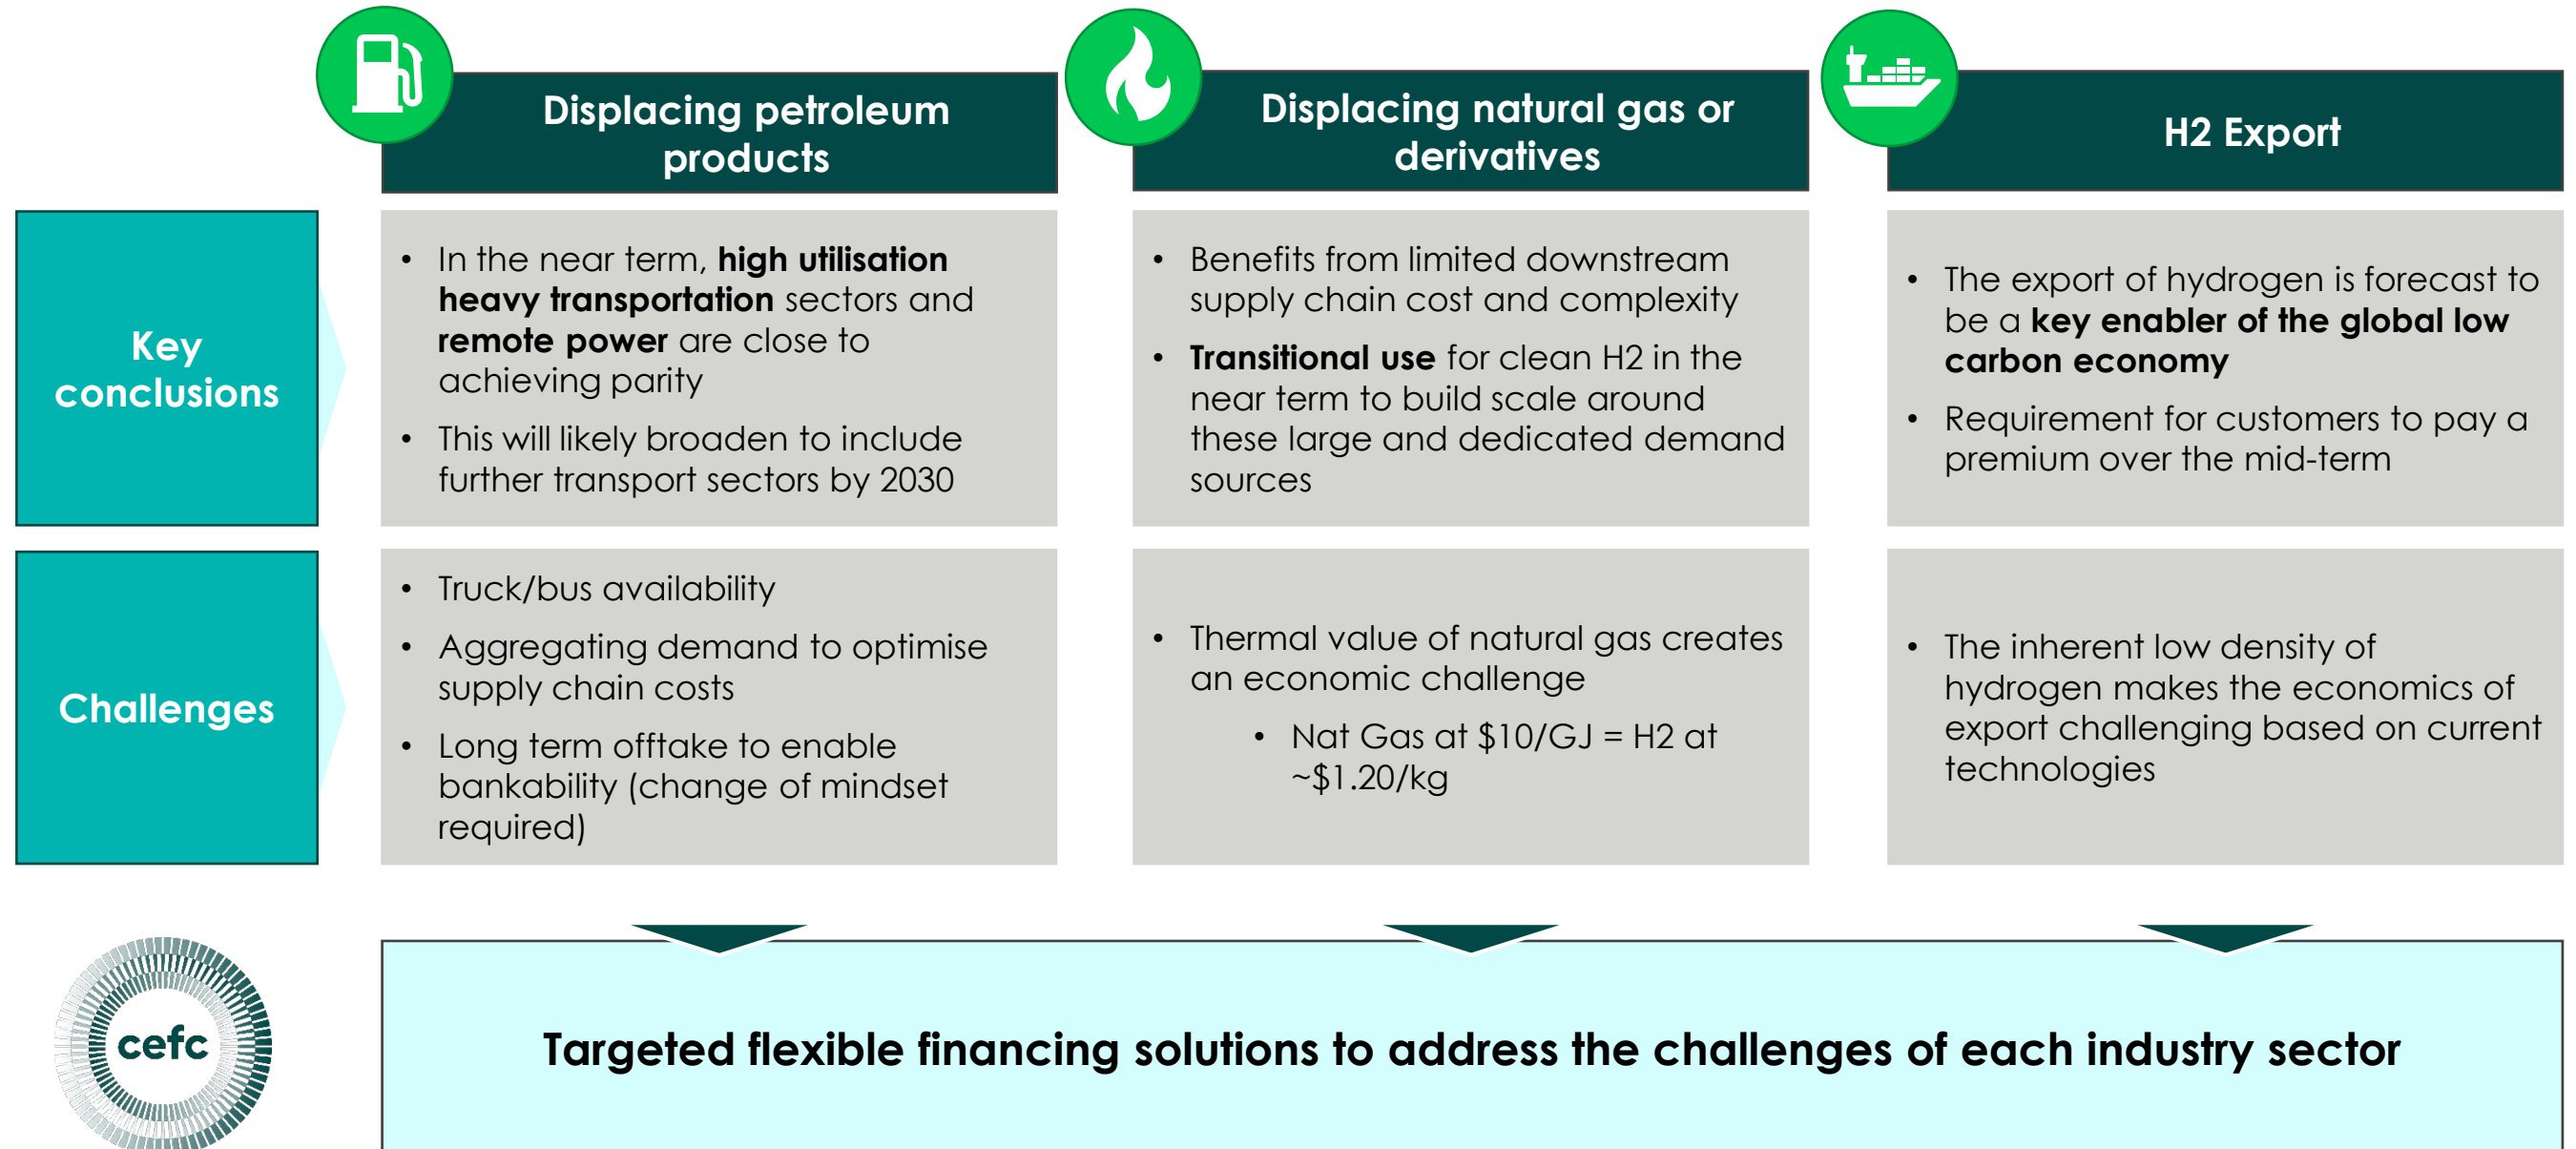 Displacing petroleum
products
Displacing natural gas or
derivatives
H2 Export
Key
conclusions
• In the near term, high utilisation
heavy transportation sectors and
remote power are close to
achieving parity
• This will likely broaden to include
further transport sectors by 2030
• Benefits from limited downstream
supply chain cost and complexity
• Transitional use for clean H2 in the
near term to build scale around
these large and dedicated demand
sources
• The export of hydrogen is forecast to
be a key enabler of the global low
carbon economy
• Requirement for customers to pay a
premium over the mid-term
Challenges
• Truck/bus availability
• Aggregating demand to optimise
supply chain costs
• Long term offtake to enable
bankability (change of mindset
required)
• Thermal value of natural gas creates
an economic challenge
• Nat Gas at $10/GJ = H2 at
~$1.20/kg
• The inherent low density of
hydrogen makes the economics of
export challenging based on current
technologies
cefc
Targeted flexible financing solutions to address the challenges of each industry sector